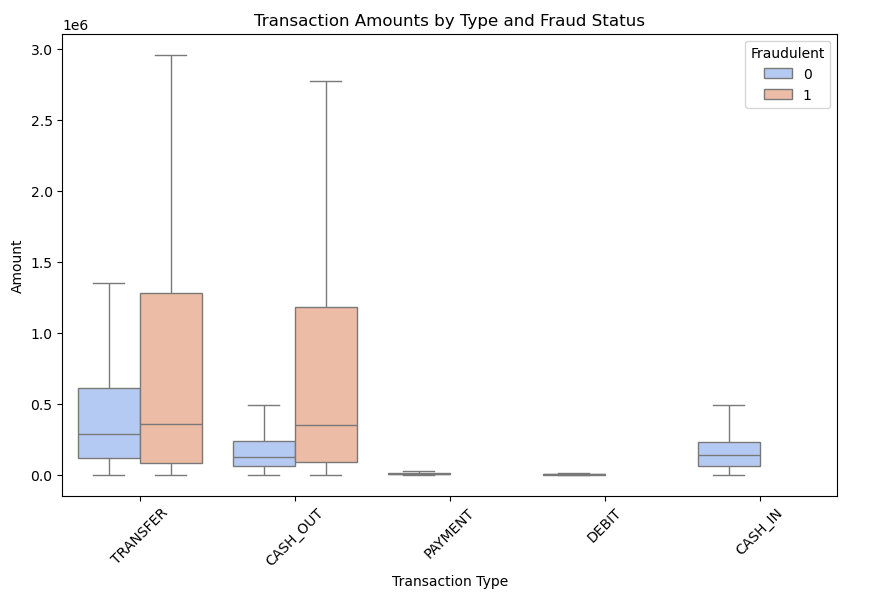 Transaction Amounts by Type and Fraud Status
1e6
Fraudulent
0
1
3.0
2.5
2.0
1.5
1.0
0.5
0.0
Amount
TRANSFER
CASH_OUT
PAYMENT
DEBIT
CASH_IN
Transaction Type